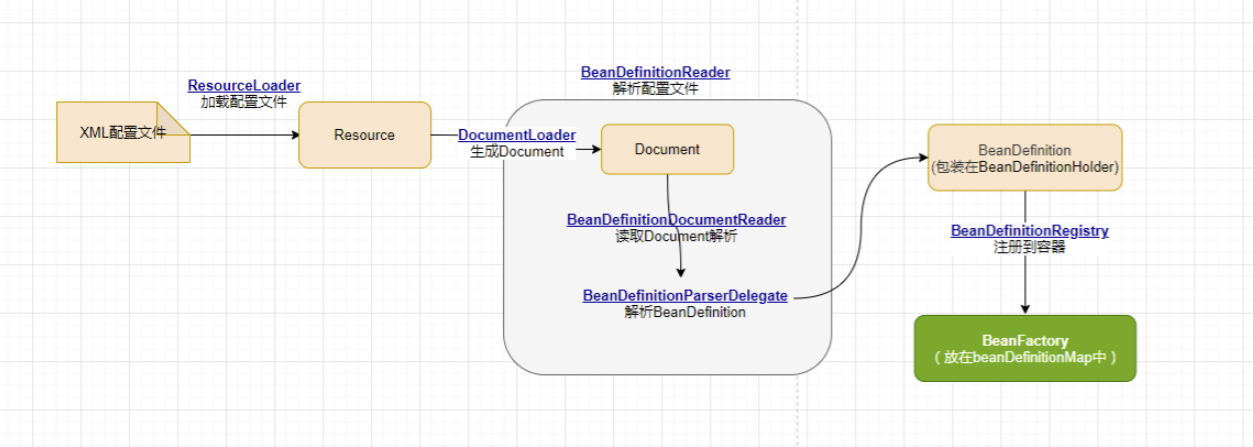 ResourceLoader
加载配置文件
XML配置文件
Resource
BeanDefinitionReader
解析配置文件
DocumentLoader
生成Document
Document
BeanDefinitionDocumentReader
读取Document解析
BeanDefinitionParserDelegate
解析BeanDefinition
BeanDefinition
(包装在BeanDefinitionHolder)
BeanDefinitionRegistry
注册到容器
BeanFactory
（放在beanDefinitionMap中）